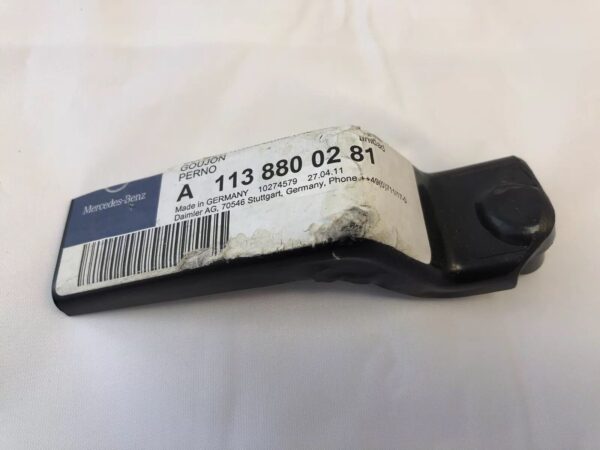 GOUJON
PERNO
A 113 880 02 81
Made in GERMANY 10274579 27.04.11
Daimler AG, 70546 Stuttgart, Germany, Phone
Mercedes-Benz